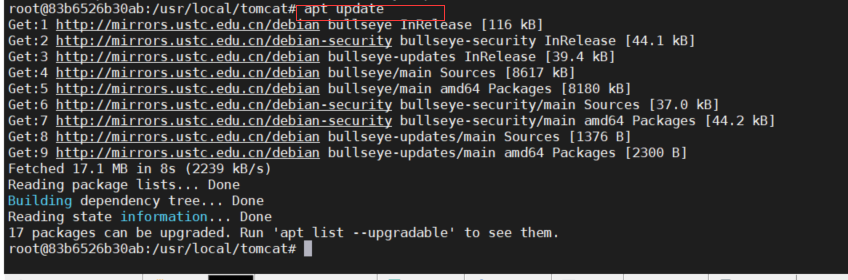 root@83b6526b30ab:/usr/local/tomcat# apt update
Get:1 http://mirrors.ustc.edu.cn/debian bullseye InRelease [116 kB]
Get:2 http://mirrors.ustc.edu.cn/debian-security bullseye-security InRelease [44.1 kB]
Get:3 http://mirrors.ustc.edu.cn/debian bullseye-updates InRelease [39.4 kB]
Get:4 http://mirrors.ustc.edu.cn/debian bullseye/main Sources [8617 kB]
Get:5 http://mirrors.ustc.edu.cn/debian bullseye/main amd64 Packages [8180 kB]
Get:6 http://mirrors.ustc.edu.cn/debian-security bullseye-security/main Sources [37.0 kB]
Get:7 http://mirrors.ustc.edu.cn/debian-security bullseye-security/main amd64 Packages [44.2 kB]
Get:8 http://mirrors.ustc.edu.cn/debian bullseye-updates/main Sources [1376 B]
Get:9 http://mirrors.ustc.edu.cn/debian bullseye-updates/main amd64 Packages [2300 B]
Fetched 17.1 MB in 8s (2239 kB/s)
Reading package lists... Done
Building dependency tree... Done
Reading state information... Done
17 packages can be upgraded. Run 'apt list --upgradable' to see them.
root@83b6526b30ab:/usr/local/tomcat#